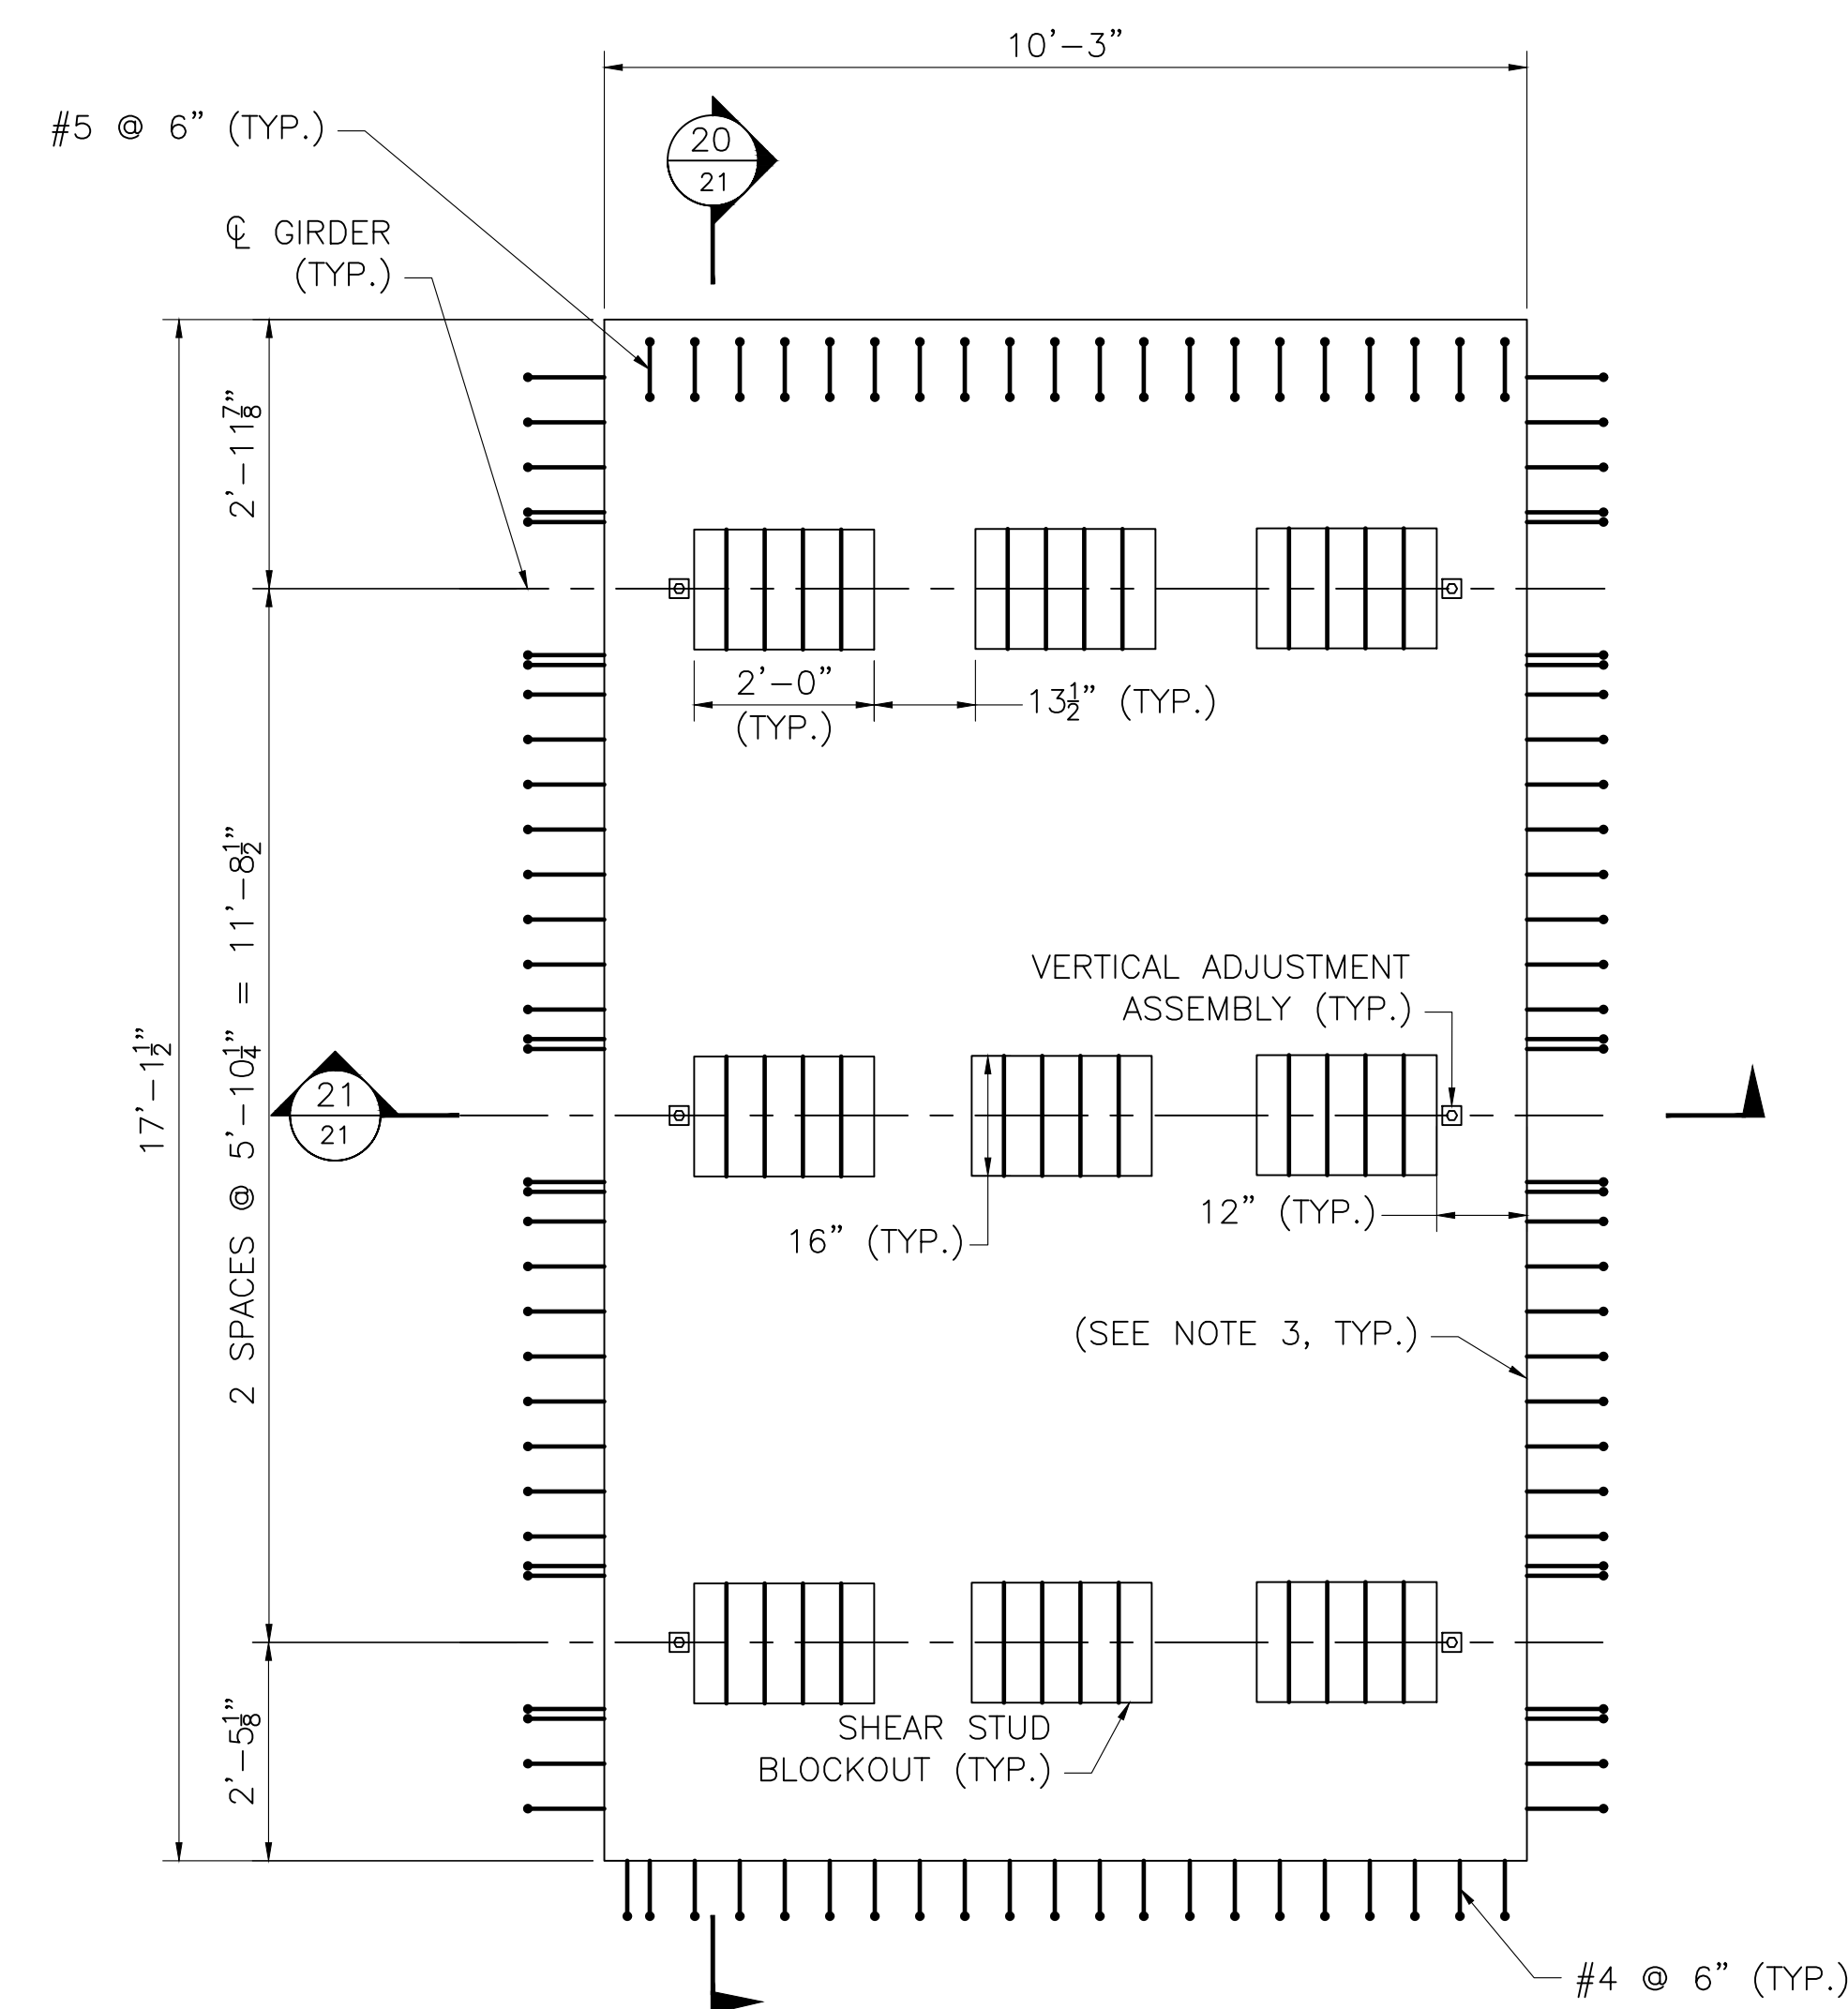 10'-3"
#5 @ 6" (TYP.)
20
21
℄ GIRDER
(TYP.)
2'-11⅞"
2'-0"
(TYP.)
13½" (TYP.)
2 SPACES @ 5'-10¼" = 11'-8½"
17'-1½"
VERTICAL ADJUSTMENT
ASSEMBLY (TYP.)
21
21
16" (TYP.)
12" (TYP.)
(SEE NOTE 3, TYP.)
2'-5⅛"
SHEAR STUD
BLOCKOUT (TYP.)
#4 @ 6" (TYP.)